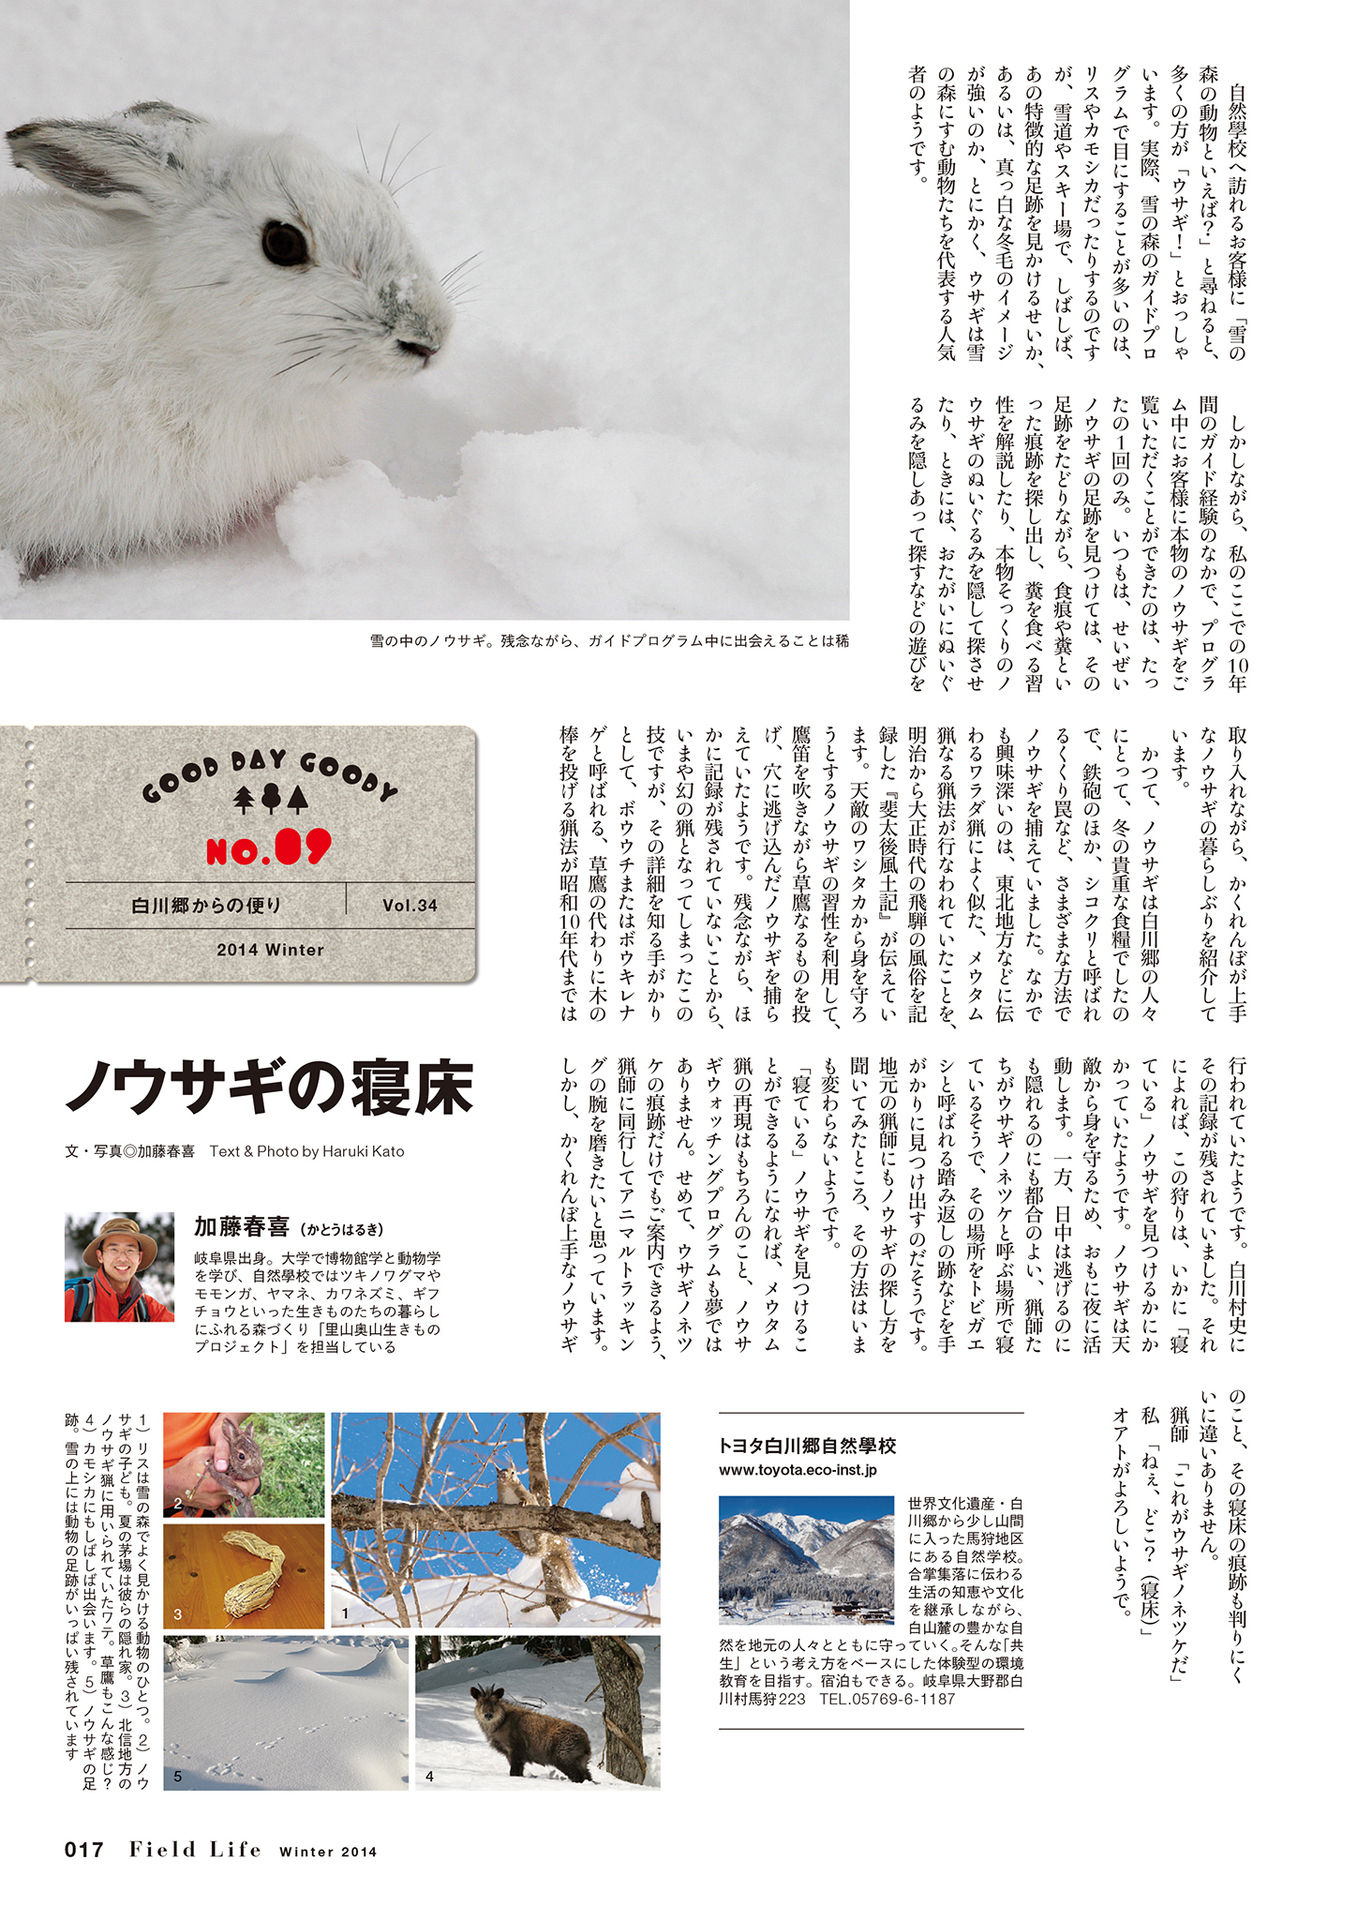 自然學校へ訪れるお客様に「雪の
森の動物といえば？」と尋ねると、
多くの方が「ウサギ！」とおっしゃ
います。実際、雪の森のガイドプロ
グラムで目にすることが多いのは、
リスやカモシカだったりするのです
が、雪道やスキー場で、しばしば、
あの特徴的な足跡を見かけるせいか、
あるいは、真っ白な冬毛のイメージ
が強いのか、とにかく、ウサギは雪
の森にすむ動物たちを代表する人気
者のようです。
しかしながら、私のここでの10年
間のガイド経験のなかで、プログラ
ム中にお客様に本物のノウサギをご
覧いただくことができたのは、たっ
たの1回のみ。いつもは、せいぜい
ノウサギの足跡を見つけては、その
足跡をたどりながら、食痕や糞とい
った痕跡を探し出し、糞を食べる習
性を解説したり、本物そっくりのノ
ウサギのぬいぐるみを隠して探させ
たり、ときには、おたがいにぬいぐ
るみを隠しあって探すなどの遊びを
取り入れながら、かくれんぼが上手
なノウサギの暮らしぶりを紹介して
います。
かつて、ノウサギは白川郷の人々
にとって、冬の貴重な食糧でしたの
で、鉄砲のほか、シコクリと呼ばれ
るくくり罠など、さまざまな方法で
ノウサギを捕えていました。なかで
も興味深いのは、東北地方などに伝
わるワラダ猟によく似た、メウタム
猟なる猟法が行なわれていたことを、
明治から大正時代の飛騨の風俗を記
録した『斐太後風土記』が伝えてい
ます。天敵のワシタカから身を守ろ
うとするノウサギの習性を利用して、
鷹笛を吹きながら草鷹なるものを投
げ、穴に逃げ込んだノウサギを捕ら
えていたようです。残念ながら、ほ
かに記録が残されていないことから、
いまや幻の猟となってしまったこの
技ですが、その詳細を知る手がかり
として、ボウウチまたはボウキレナ
ゲと呼ばれる、草鷹の代わりに木の
棒を投げる猟法が昭和10年代までは
行われていたようです。白川村史に
その記録が残されていました。それ
によれば、この狩りは、いかに「寝
ている」ノウサギを見つけるかにか
かっていたようです。ノウサギは天
敵から身を守るため、おもに夜に活
動します。一方、日中は逃げるのに
も隠れるのにも都合のよい、猟師た
ちがウサギノネツケと呼ぶ場所で寝
ているそうで、その場所をトビガエ
シと呼ばれる踏み返しの跡などを手
がかりに見つけ出すのだそうです。
地元の猟師にもノウサギの探し方を
聞いてみたところ、その方法はいま
も変わらないようです。
「寝ている」ノウサギを見つけるこ
とができるようになれば、メウタム
猟の再現はもちろんのこと、ノウサ
ギウォッチングプログラムも夢では
ありません。せめて、ウサギノネツ
ケの痕跡だけでもご案内できるよう、
猟師に同行してアニマルトラッキン
グの腕を磨きたいと思っています。
しかし、かくれんぼ上手なノウサギ
のこと、その寝床の痕跡も判りにく
いに違いありません。
猟師「これがウサギノネツケだ」
私「ねぇ、どこ？（寝床）」
オアトがよろしいようで。
雪の中のノウサギ。残念ながら、ガイドプログラム中に出会えることは稀
GOOD DAY GOODY
NO.09
白川郷からの便り
Vol.34
2014 Winter
ノウサギの寝床
文・写真◎加藤春喜　Text & Photo by Haruki Kato
加藤春喜（かとうはるき）
岐阜県出身。大学で博物館学と動物学
を学び、自然學校ではツキノワグマや
モモンガ、ヤマネ、カワネズミ、ギフ
チョウといった生きものたちの暮らし
にふれる森づくり「里山奥山生きもの
プロジェクト」を担当している
1）リスは雪の森でよく見かける動物のひとつ。2）ノウ
サギの子ども。夏の茅場は彼らの隠れ家。3）北信地方の
ノウサギ猟に用いられていたワテ。草鷹もこんな感じ？
4）カモシカにもしばしば出会います。5）ノウサギの足
跡。雪の上には動物の足跡がいっぱい残されています
2
3
1
5
4
トヨタ白川郷自然學校
www.toyota.eco-inst.jp
世界文化遺産・白
川郷から少し山間
に入った馬狩地区
にある自然学校。
合掌集落に伝わる
生活の知恵や文化
を継承しながら、
白山麓の豊かな自
然を地元の人々とともに守っていく。そんな「共
生」という考え方をベースにした体験型の環境
教育を目指す。宿泊もできる。岐阜県大野郡白
川村馬狩223　TEL.05769-6-1187
017 Field Life Winter 2014